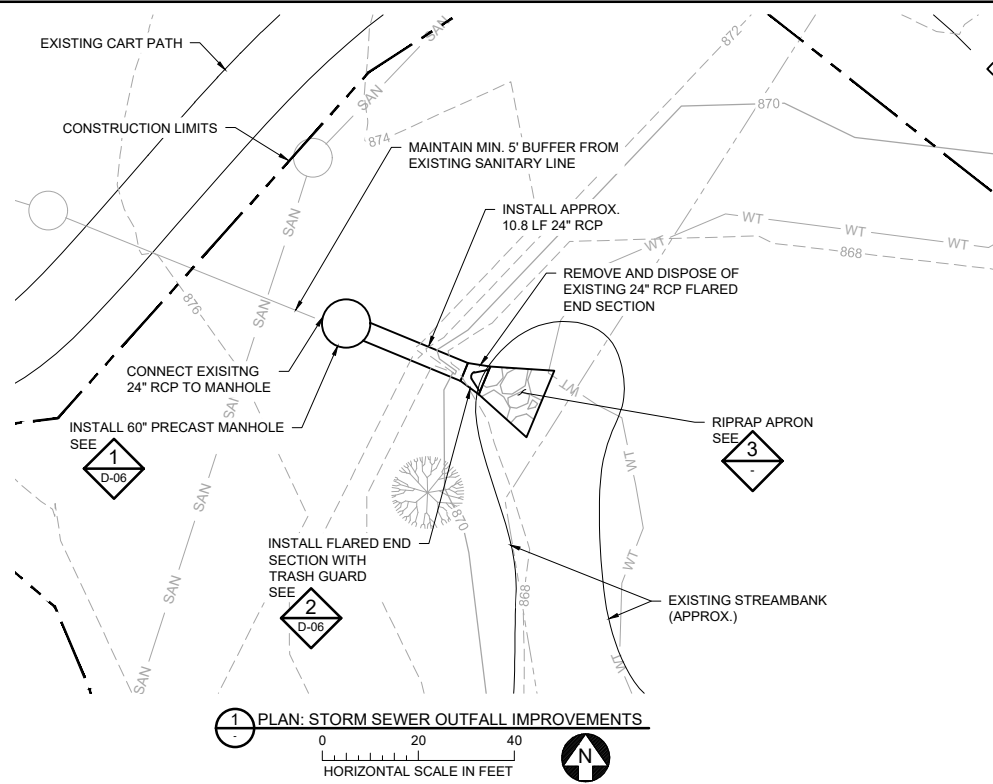 EXISTING CART PATH
CONSTRUCTION LIMITS
SAN
SAN
872
870
874
MAINTAIN MIN. 5' BUFFER FROM
EXISTING SANITARY LINE
INSTALL APPROX.
10.8 LF 24" RCP
SAN
WT
WT
WT
WT
868
REMOVE AND DISPOSE OF
EXISTING 24" RCP FLARED
END SECTION
876
SAN
CONNECT EXISITNG
24" RCP TO MANHOLE
WT
SAI
INSTALL 60" PRECAST MANHOLE
SEE
1
D-06
RIPRAP APRON
SEE
3
-
WT
SAN
870
INSTALL FLARED END
SECTION WITH
TRASH GUARD
SEE
2
D-06
WT
SAN
868
EXISTING STREAMBANK
(APPROX.)
WT
WT
SAN
1
-
PLAN: STORM SEWER OUTFALL IMPROVEMENTS
0 20 40
HORIZONTAL SCALE IN FEET
N